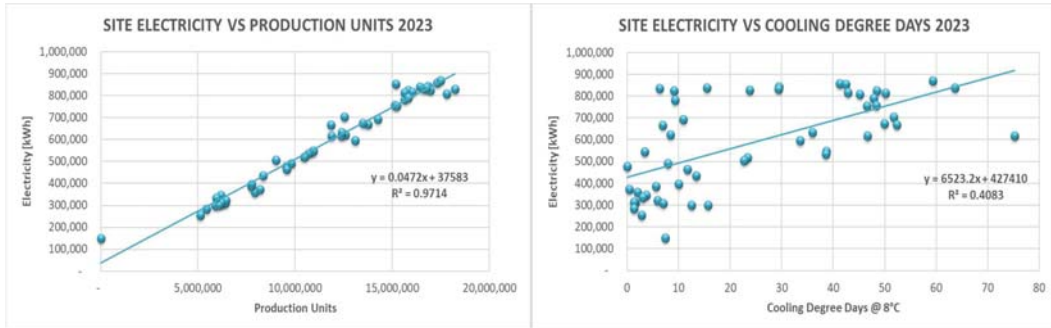 SITE ELECTRICITY VS PRODUCTION UNITS 2023
Electricity [kWh]
1,000,000
900,000
800,000
700,000
600,000
500,000
400,000
300,000
200,000
100,000
-
y = 0.0472x + 37583
R² = 0.9714
- 5,000,000 10,000,000 15,000,000 20,000,000
Production Units
SITE ELECTRICITY VS COOLING DEGREE DAYS 2023
Electricity [kWh]
1,000,000
900,000
800,000
700,000
600,000
500,000
400,000
300,000
200,000
100,000
-
y = 6523.2x + 427410
R² = 0.4083
0 10 20 30 40 50 60 70 80
Cooling Degree Days @ 8°C